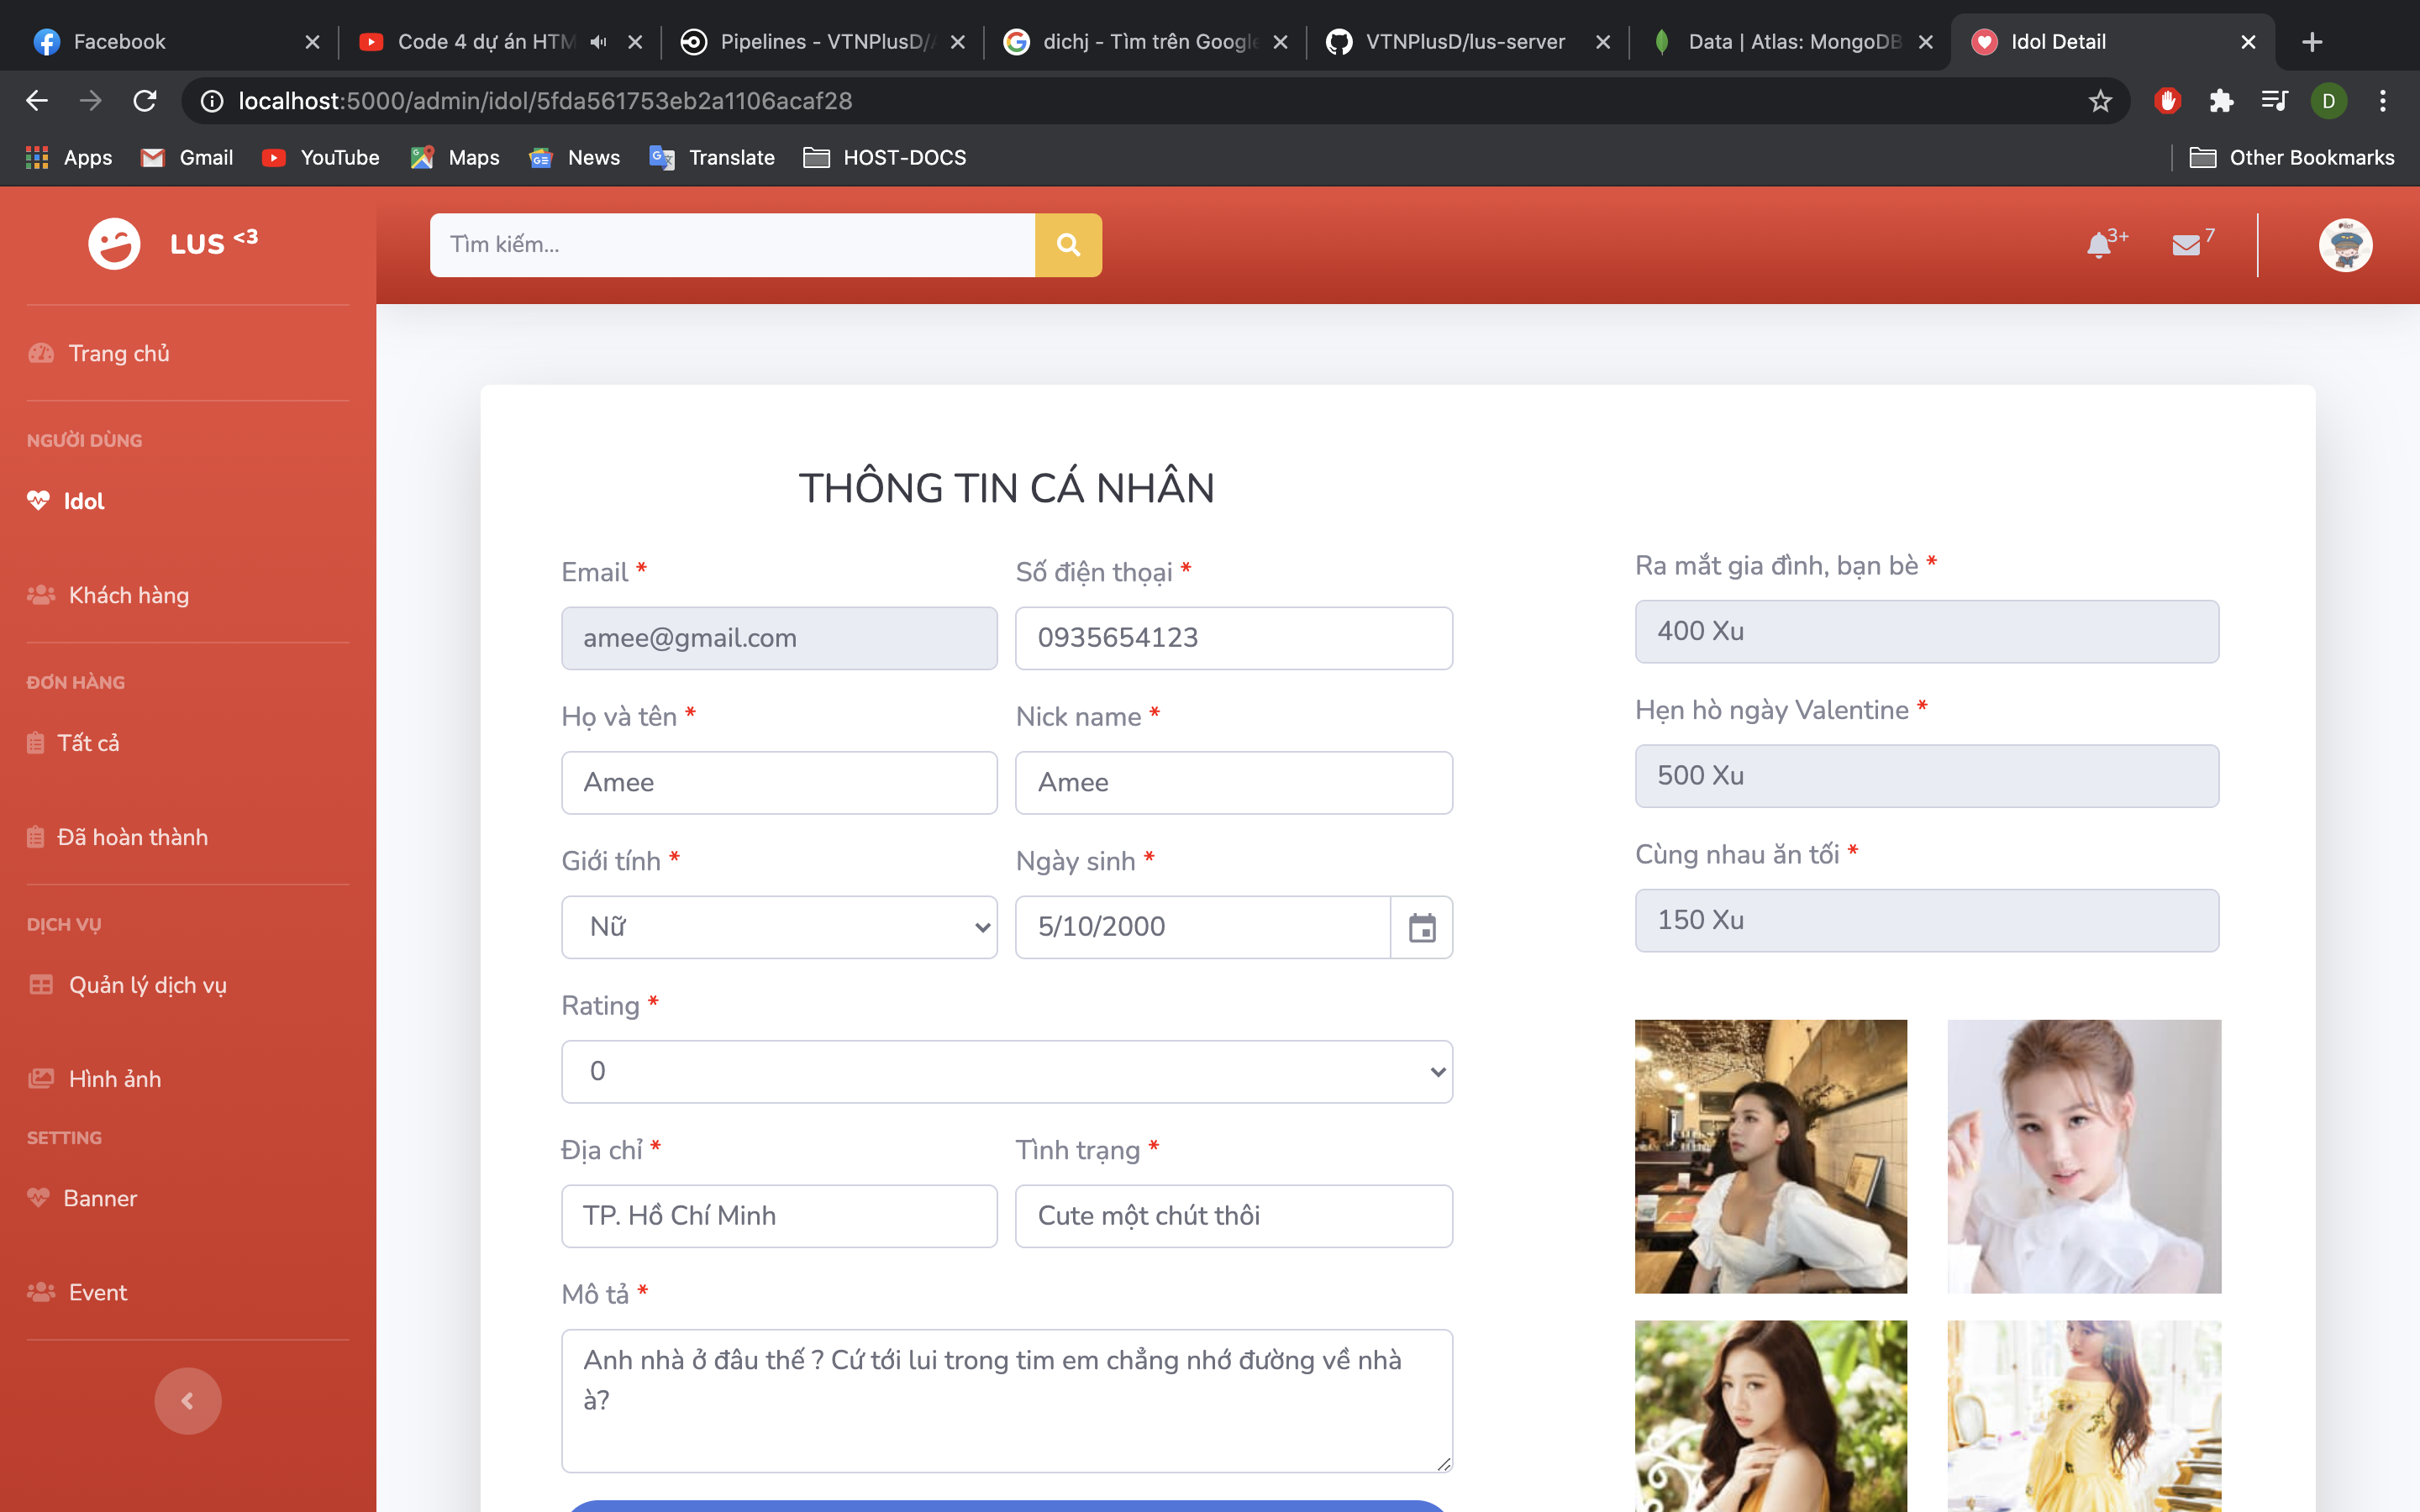 Facebook
Code 4 dự án HTM
Pipelines - VTNPlusD/
dichj - Tìm trên Google
VTNPlusD/lus-server
Data | Atlas: MongoDB
Idol Detail
localhost:5000/admin/idol/5fda561753eb2a1106acaf28
D
Apps
Gmail
YouTube
Maps
News
Translate
HOST-DOCS
Other Bookmarks
LUS <3
Tìm kiếm...
3+
7
Trang chủ
NGƯỜI DÙNG
Idol
Khách hàng
ĐƠN HÀNG
Tất cả
Đã hoàn thành
DỊCH VỤ
Quản lý dịch vụ
Hình ảnh
SETTING
Banner
Event
THÔNG TIN CÁ NHÂN
Email *
Số điện thoại *
amee@gmail.com
0935654123
Họ và tên *
Nick name *
Amee
Amee
Giới tính *
Ngày sinh *
Nữ
5/10/2000
Rating *
0
Địa chỉ *
Tình trạng *
TP. Hồ Chí Minh
Cute một chút thôi
Mô tả *
Anh nhà ở đâu thế ? Cứ tới lui trong tim em chẳng nhớ đường về nhà
à?
Ra mắt gia đình, bạn bè *
400 Xu
Hẹn hò ngày Valentine *
500 Xu
Cùng nhau ăn tối *
150 Xu